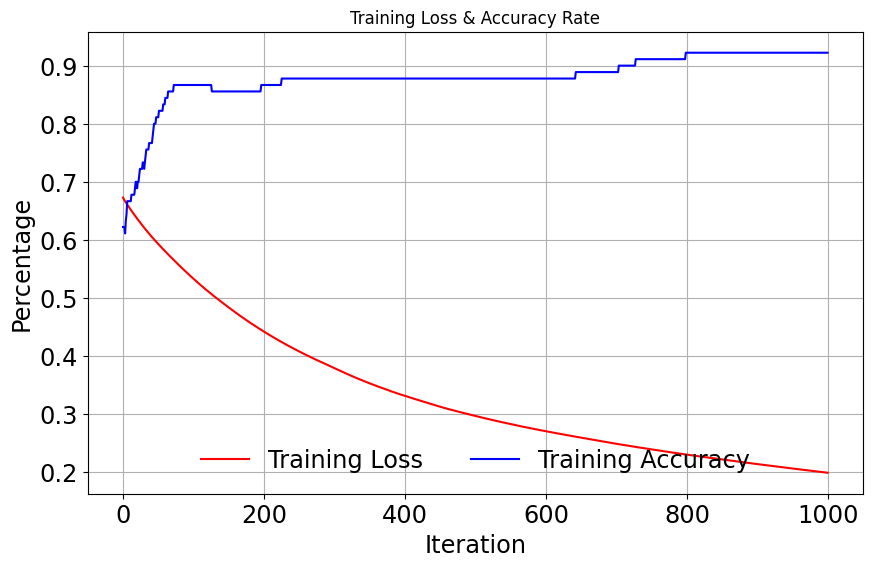 Training Loss & Accuracy Rate
Percentage
0.9
0.8
0.7
0.6
0.5
0.4
0.3
0.2
Training Loss Training Accuracy
0 200 400 600 800 1000
Iteration